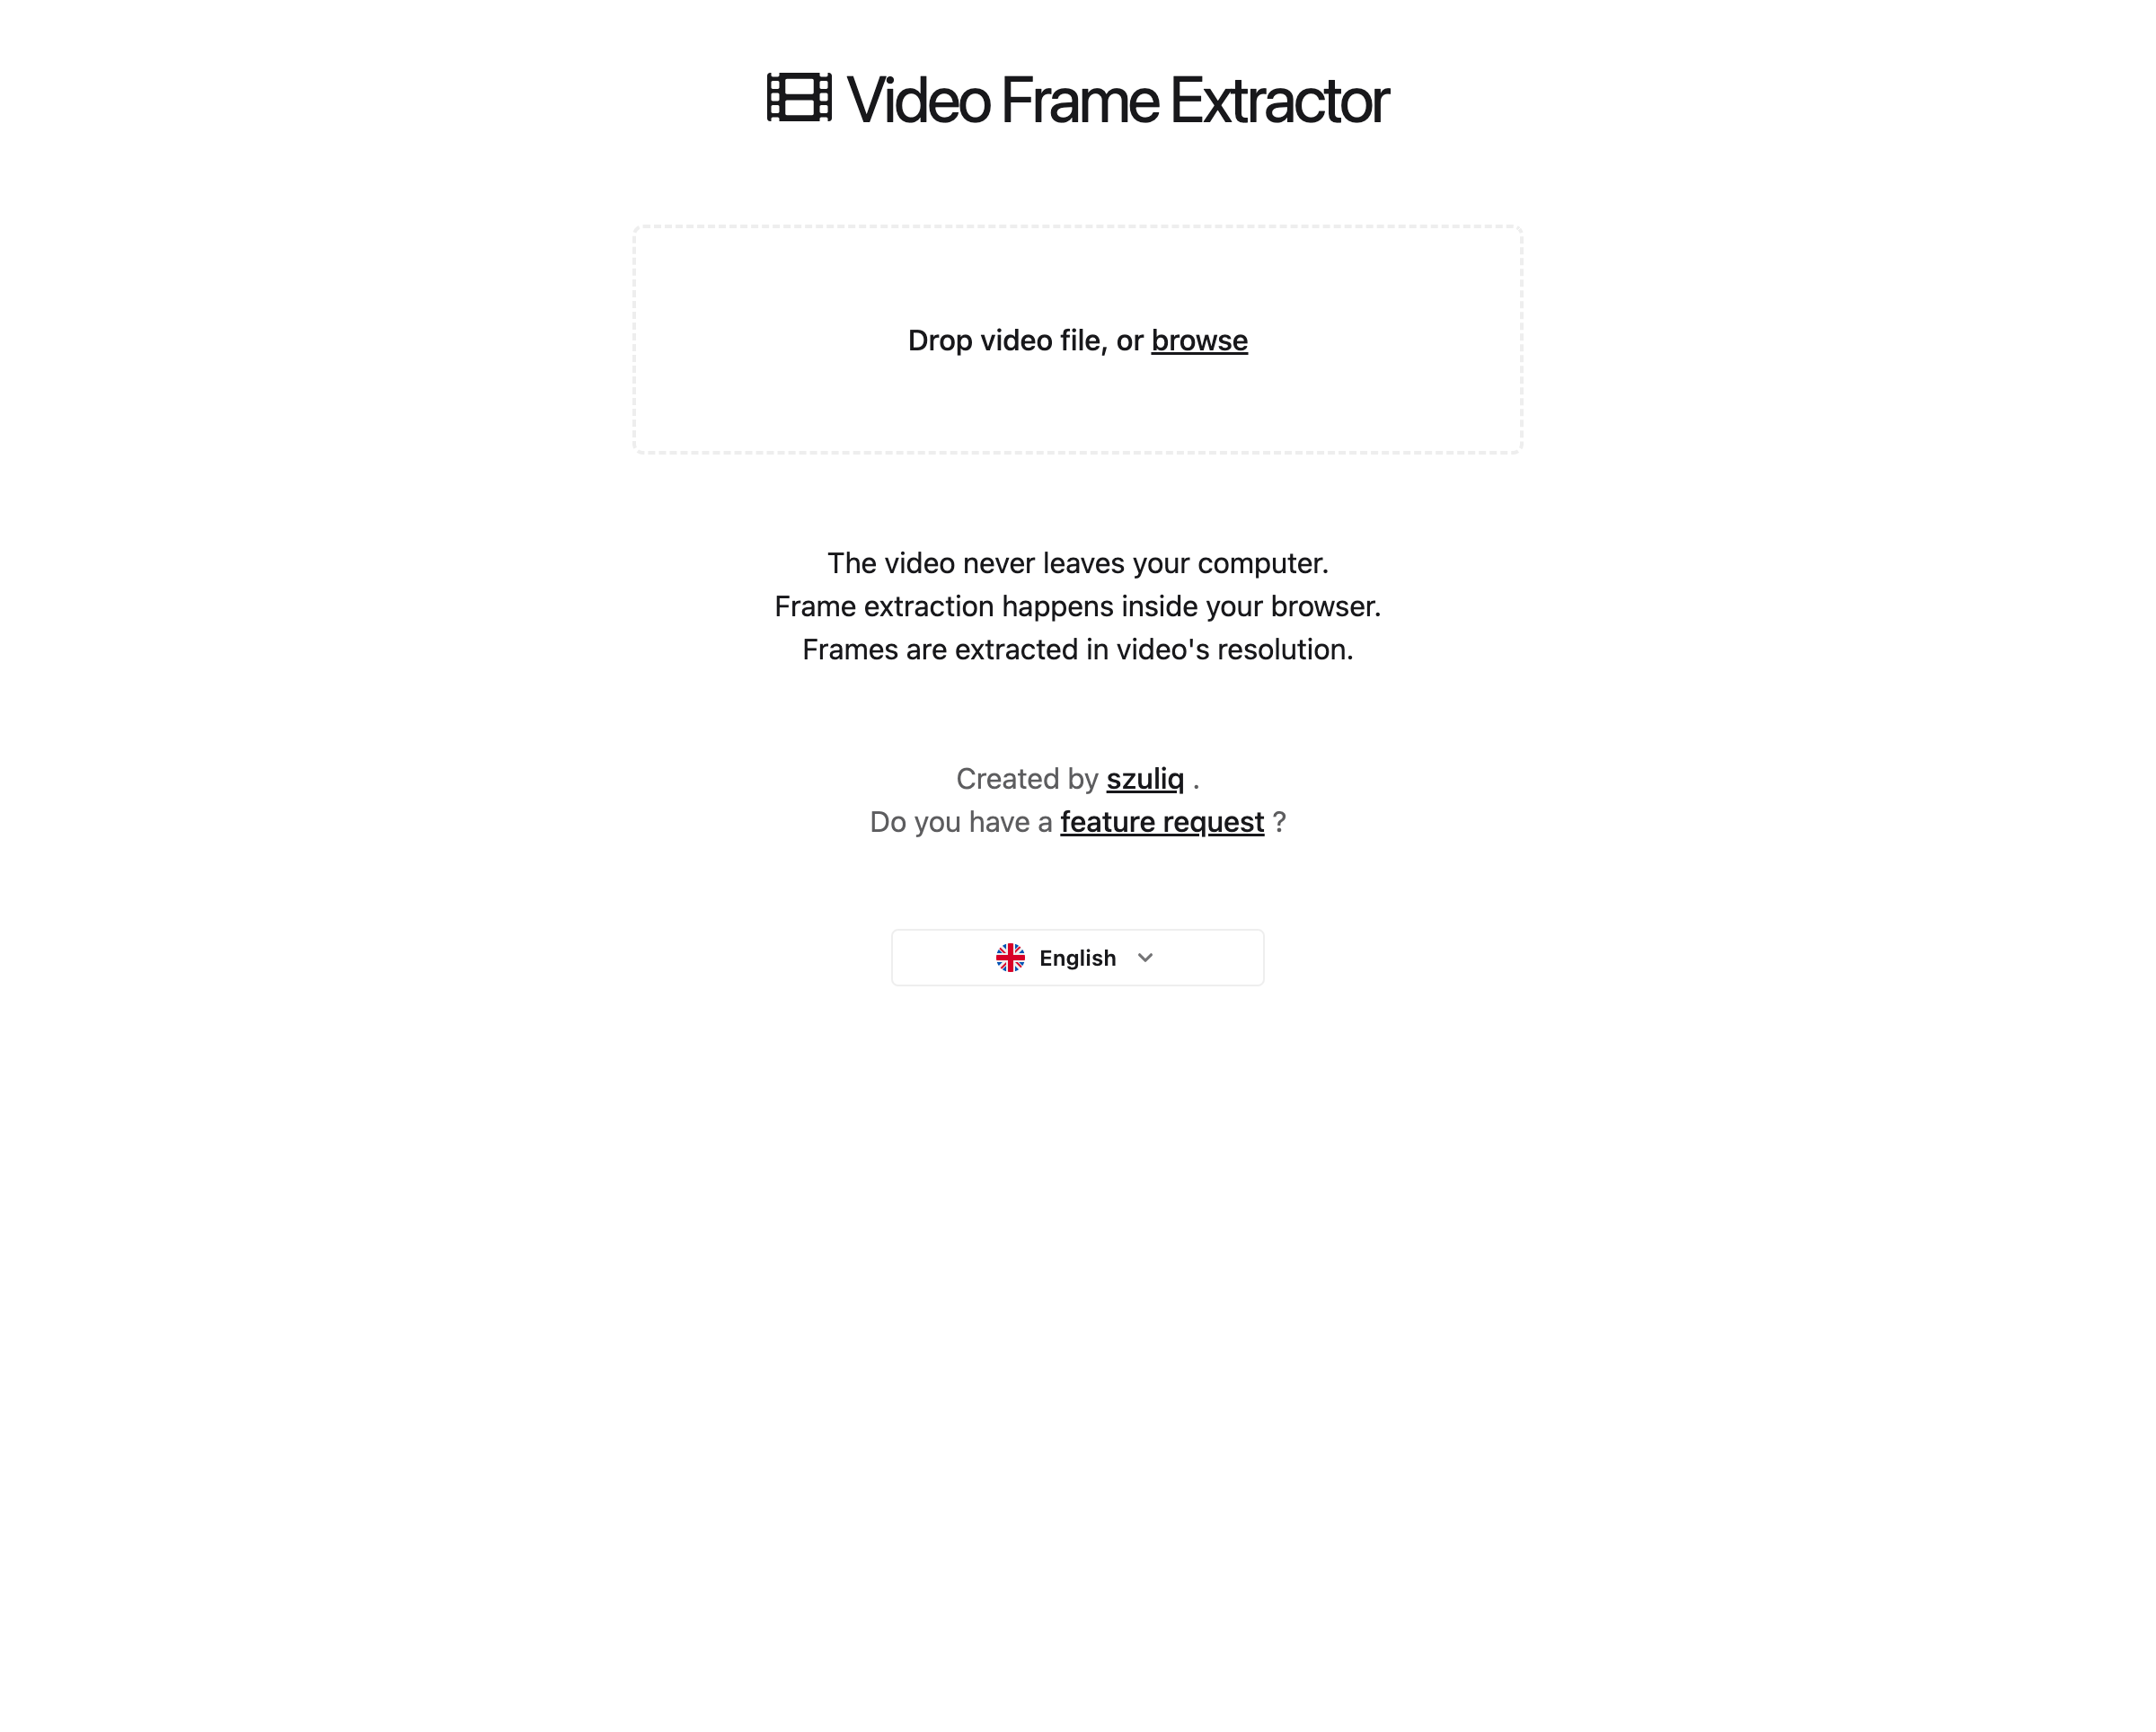 Video Frame Extractor
Drop video file, or browse
The video never leaves your computer.
Frame extraction happens inside your browser.
Frames are extracted in video's resolution.
Created by szuliq .
Do you have a feature request ?
English